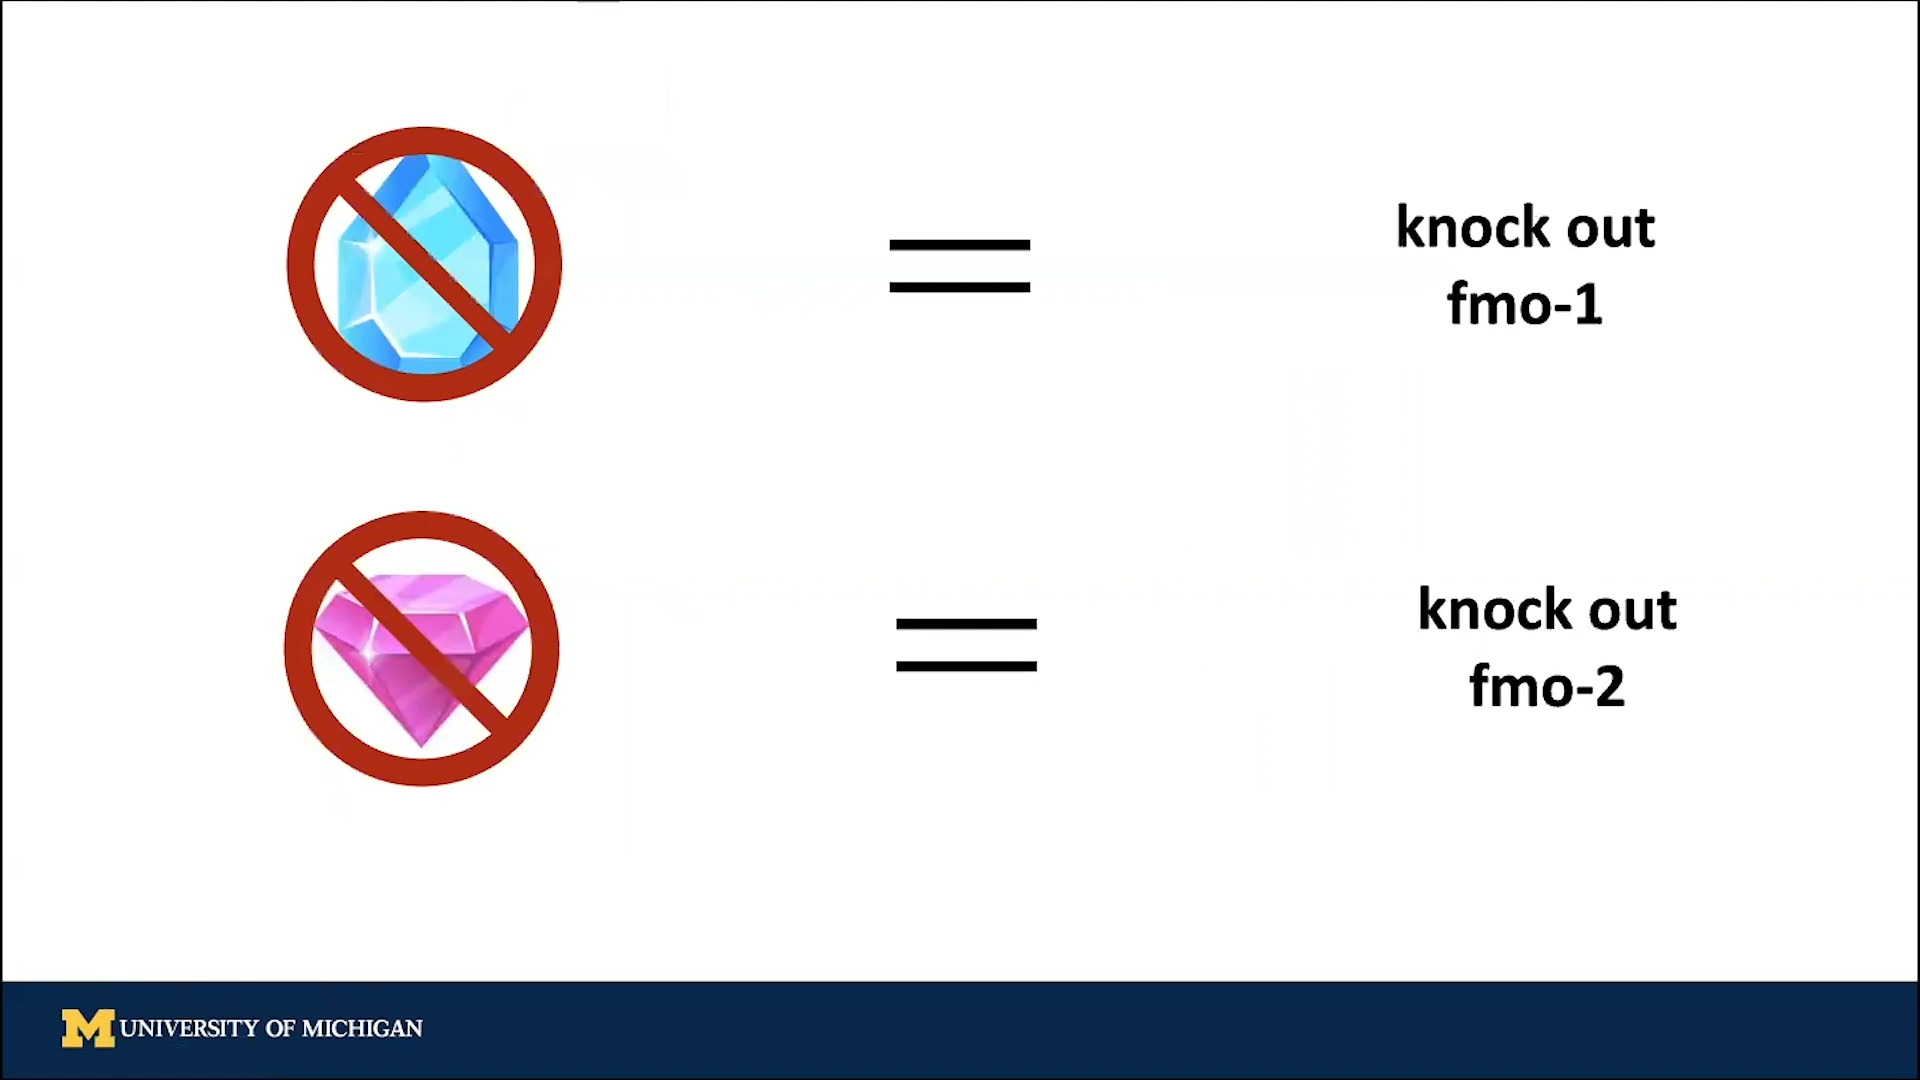 knock out
fmo-1
knock out
fmo-2
M UNIVERSITY OF MICHIGAN